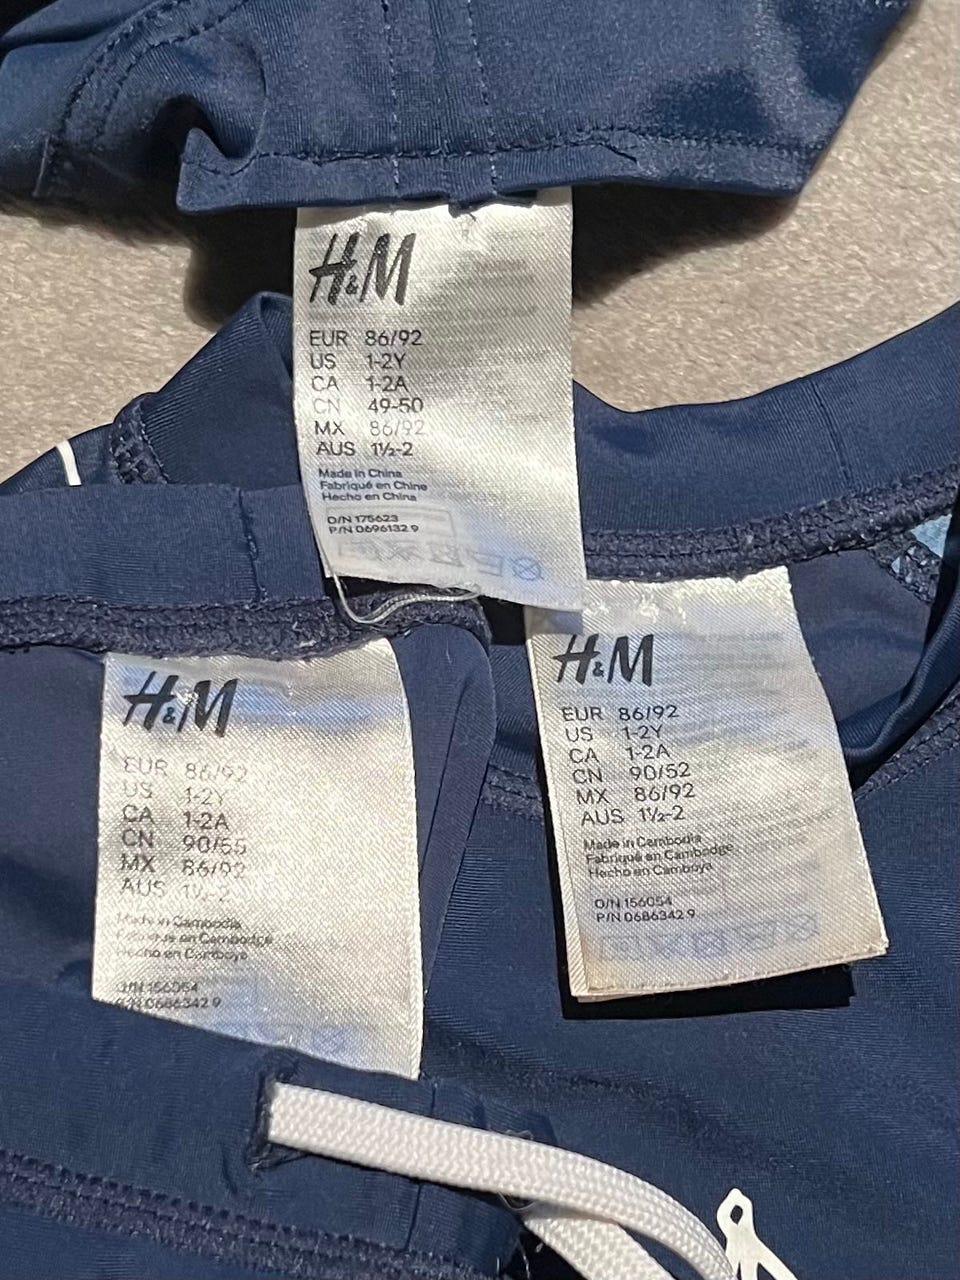 H&M
EUR 86/92
US 1-2Y
CA 1-2A
CN 49-50
MX 86/92
AUS 1½-2
Made in China
Fabriqué en Chine
Hecho en China
O/N 175623
P/N 0696132 9
H&M
EUR 86/92
US 1-2Y
CA 1-2A
CN 90/55
MX 86/92
AUS 1½-2
Made in Cambodia
Fabriqué en Cambodge
Hecho en Camboya
O/N 156054
P/N 0686342 9
H&M
EUR 86/92
US 1-2Y
CA 1-2A
CN 90/52
MX 86/92
AUS 1½-2
Made in Cambodia
Fabriqué en Cambodge
Hecho en Camboya
O/N 156054
P/N 0686342 9